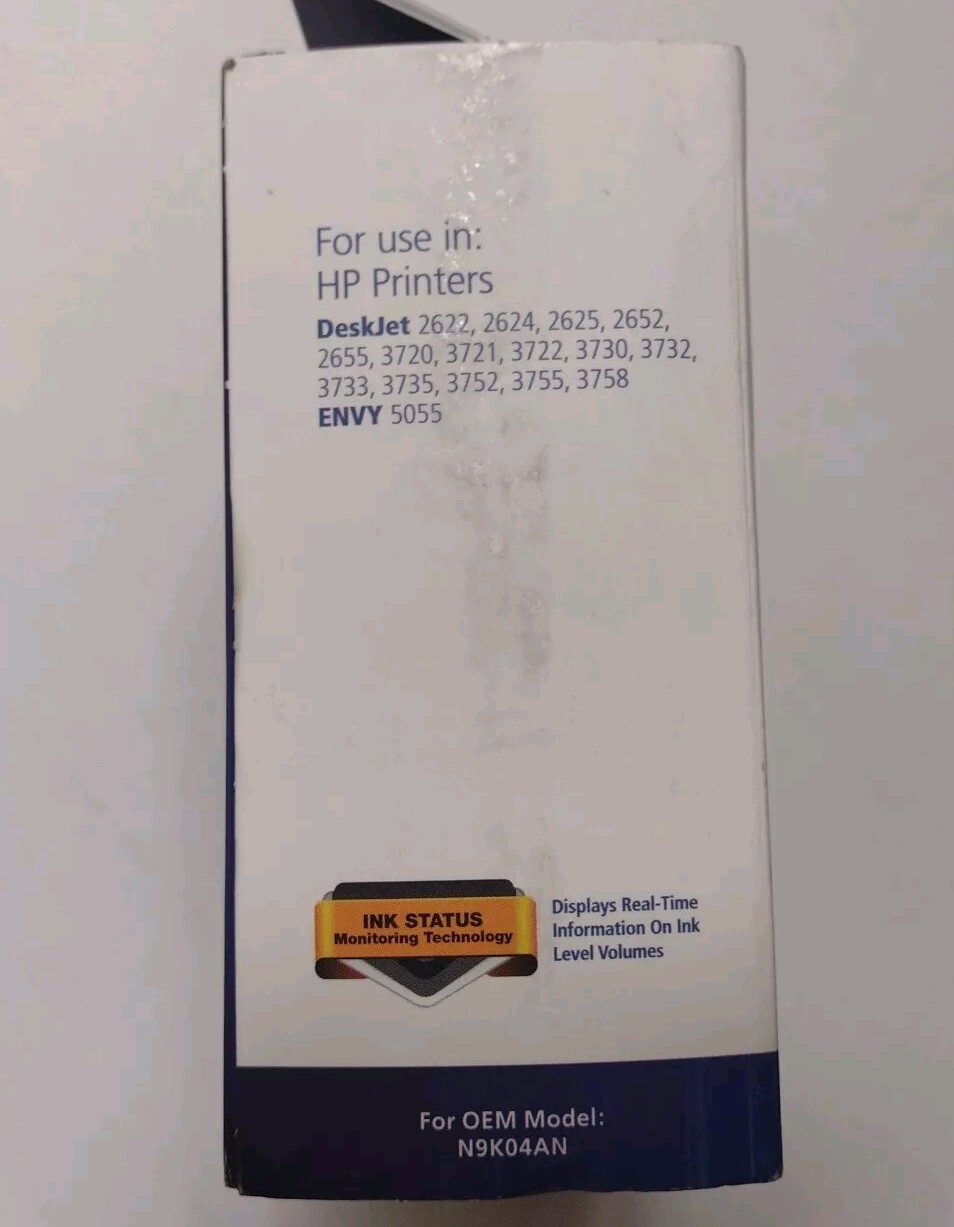 For use in:
HP Printers
DeskJet 2622, 2624, 2625, 2652,
2655, 3720, 3721, 3722, 3730, 3732,
3733, 3735, 3752, 3755, 3758
ENVY 5055
INK STATUS
Monitoring Technology
Displays Real-Time
Information On Ink
Level Volumes
For OEM Model:
N9K04AN